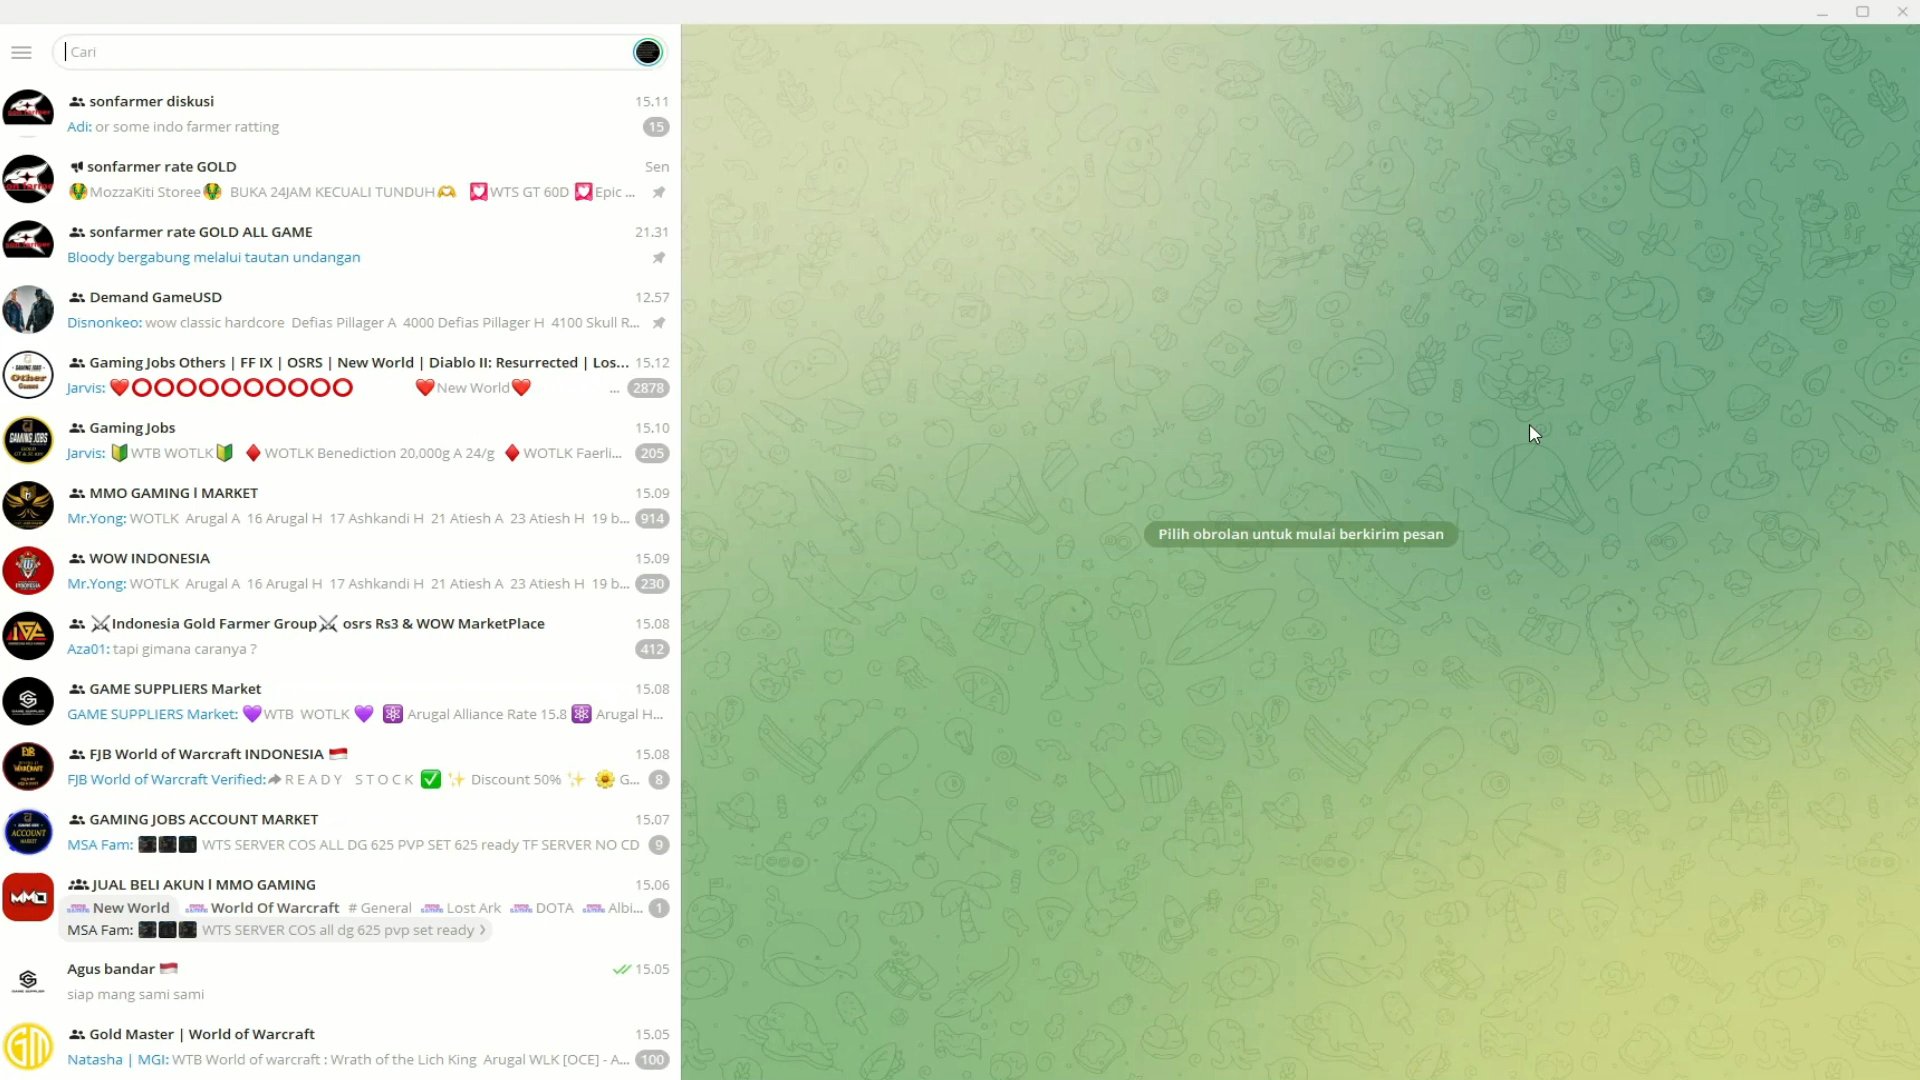 Cari
sonfarmer diskusi 15.11
Adi: or some indo farmer ratting 15
sonfarmer rate GOLD Sen
MozzaKiti Storee BUKA 24JAM KECUALI TUNDUH WTS GT 60D Epic ...
sonfarmer rate GOLD ALL GAME 21.31
Bloody bergabung melalui tautan undangan
Demand GameUSD 12.57
Disnonkeo: wow classic hardcore Defias Pillager A 4000 Defias Pillager H 4100 Skull R...
Gaming Jobs Others | FF IX | OSRS | New World | Diablo II: Resurrected | Los... 15.12
Jarvis: ❤️⭕⭕⭕⭕⭕⭕⭕⭕⭕⭕ ❤️New World❤️ ... 2878
Gaming Jobs 15.10
Jarvis: 🔰WTB WOTLK🔰 ♦️WOTLK Benediction 20,000g A 24/g ♦️WOTLK Faerli... 205
MMO GAMING l MARKET 15.09
Mr.Yong: WOTLK Arugal A 16 Arugal H 17 Ashkandi H 21 Atiesh A 23 Atiesh H 19 b... 914
WOW INDONESIA 15.09
Mr.Yong: WOTLK Arugal A 16 Arugal H 17 Ashkandi H 21 Atiesh A 23 Atiesh H 19 b... 230
⚔️Indonesia Gold Farmer Group⚔️ osrs Rs3 & WOW MarketPlace 15.08
Aza01: tapi gimana caranya ? 412
GAME SUPPLIERS Market 15.08
GAME SUPPLIERS Market: 💜WTB WOTLK 💜 ⚛️ Arugal Alliance Rate 15.8 ⚛️ Arugal H...
FJB World of Warcraft INDONESIA 🇮🇩 15.08
FJB World of Warcraft Verified: R E A D Y S T O C K ✅ ✨ Discount 50% ✨ 🌼 G... 8
GAMING JOBS ACCOUNT MARKET 15.07
MSA Fam: WTS SERVER COS ALL DG 625 PVP SET 625 ready TF SERVER NO CD 9
JUAL BELI AKUN l MMO GAMING 15.06
New World World Of Warcraft # General Lost Ark DOTA Albi... 1
MSA Fam: WTS SERVER COS all dg 625 pvp set ready
Agus bandar 🇮🇩 15.05
siap mang sami sami
Gold Master | World of Warcraft 15.05
Natasha | MGI: WTB World of warcraft : Wrath of the Lich King Arugal WLK [OCE] - A... 100
Pilih obrolan untuk mulai berkirim pesan